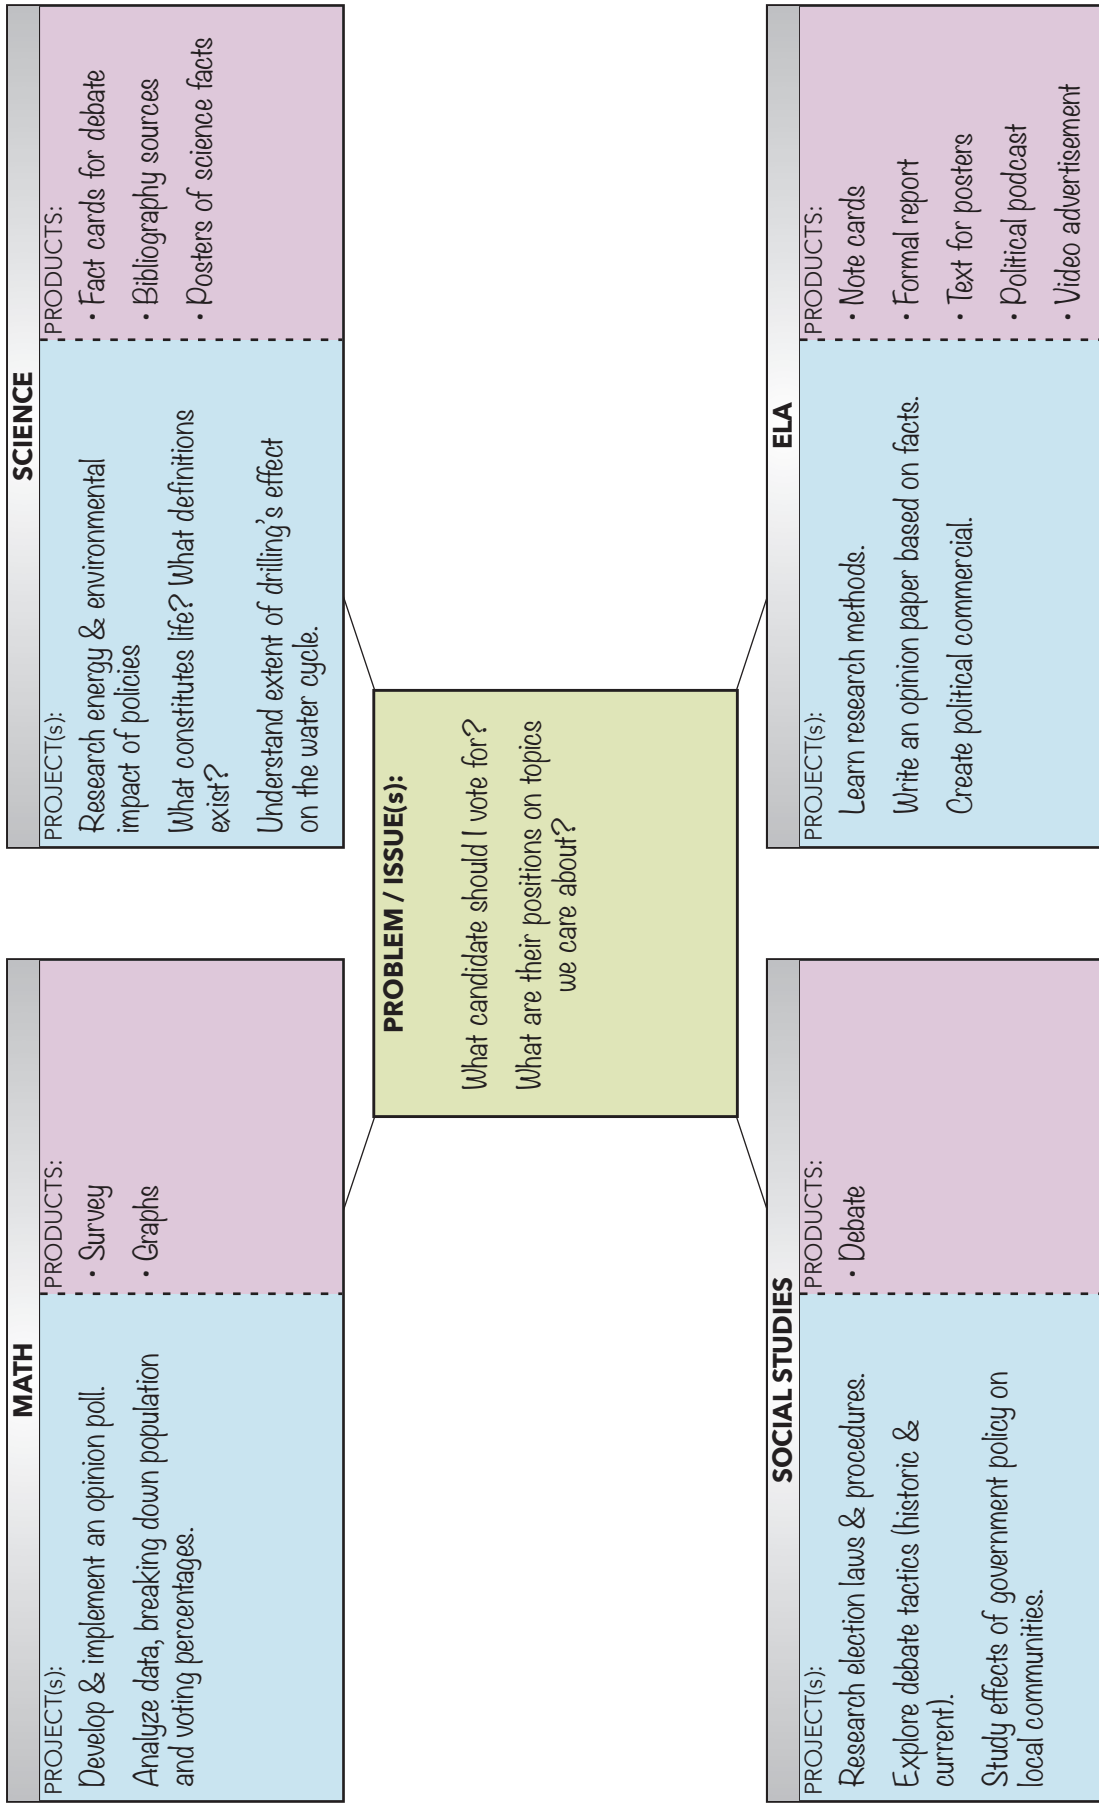 MATH
PROJECT(s):
Develop & implement an opinion poll.
Analyze data, breaking down population
and voting percentages.
PRODUCTS:
• Survey
• Graphs
SCIENCE
PROJECT(s):
Research energy & environmental
impact of policies
What constitutes life? What definitions
exist?
Understand extent of drilling's effect
on the water cycle.
PRODUCTS:
• Fact cards for debate
• Bibliography sources
• Posters of science facts
PROBLEM / ISSUE(s):
What candidate should I vote for?
What are their positions on topics
we care about?
SOCIAL STUDIES
PROJECT(s):
Research election laws & procedures.
Explore debate tactics (historic &
current).
Study effects of government policy on
local communities.
PRODUCTS:
• Debate
ELA
PROJECT(s):
Learn research methods.
Write an opinion paper based on facts.
Create political commercial.
PRODUCTS:
• Note cards
• Formal report
• Text for posters
• Political podcast
• Video advertisement